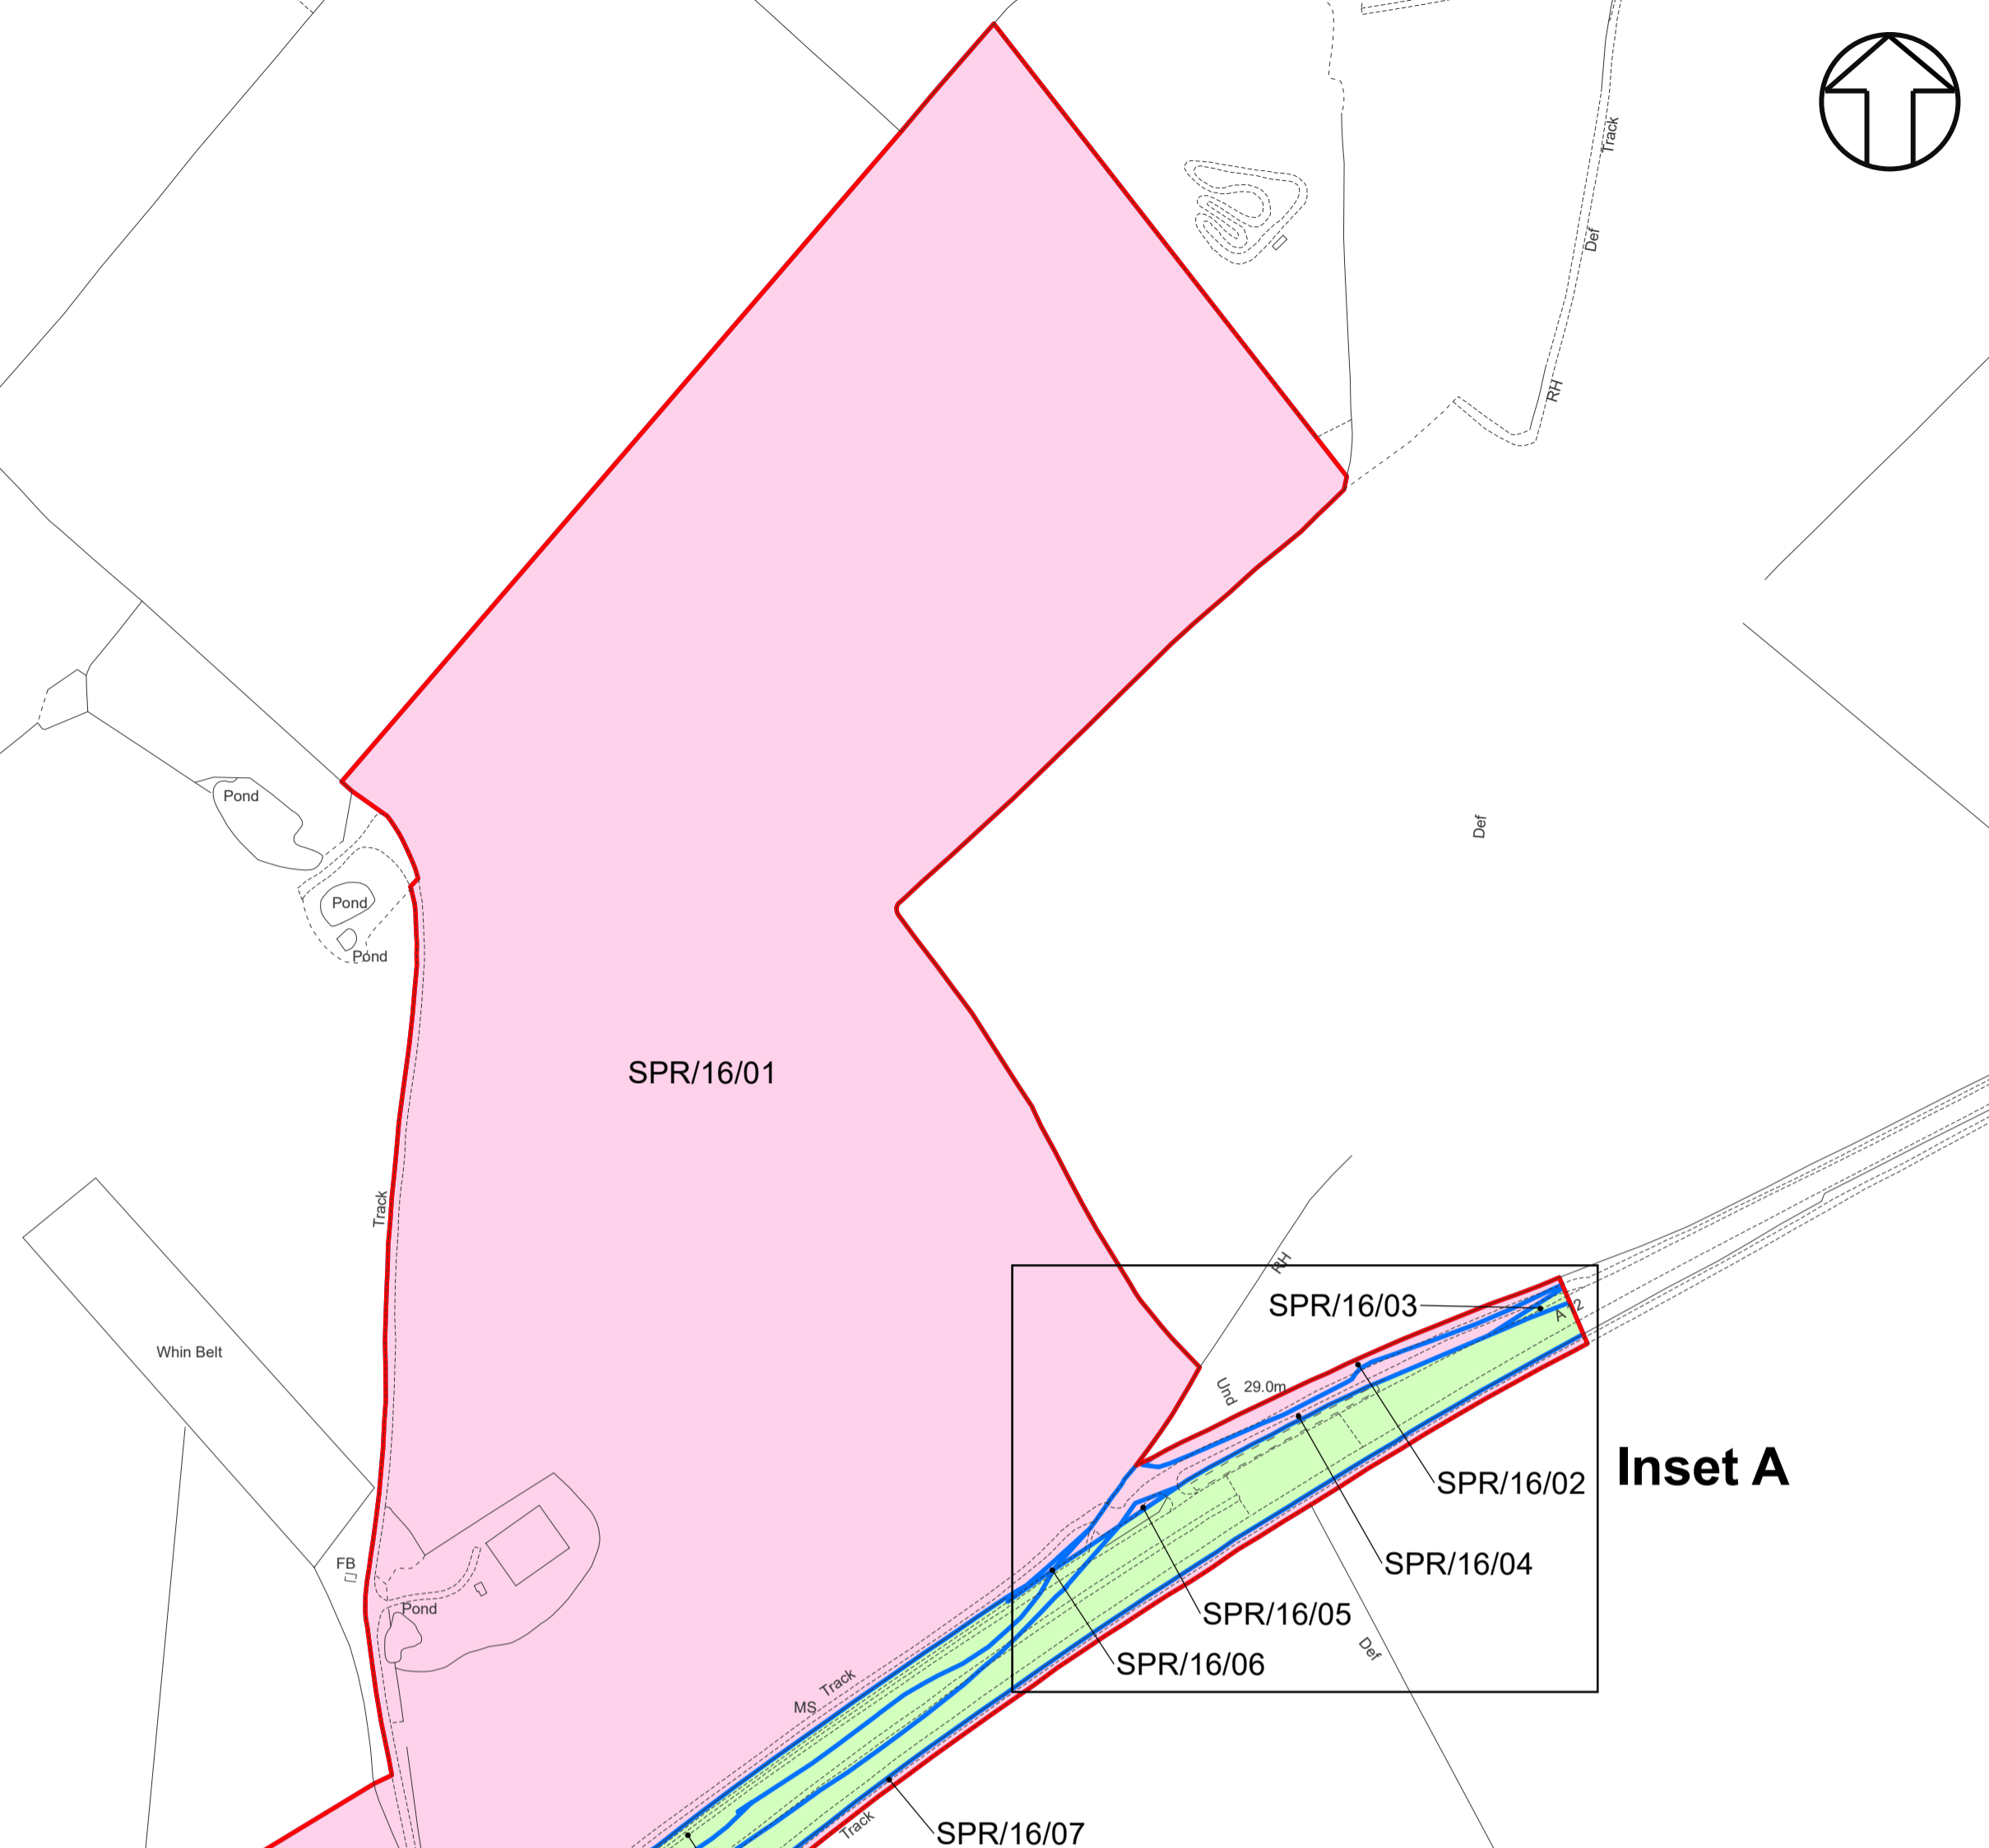 Track
Def
RH
Pond
Pond
Pond
Def
SPR/16/01
Track
RH
SPR/16/03
A 12
Whin Belt
Und
29.0m
Inset A
SPR/16/02
FB
SPR/16/04
Pond
SPR/16/05
Def
SPR/16/06
Track
MS
Track
SPR/16/07